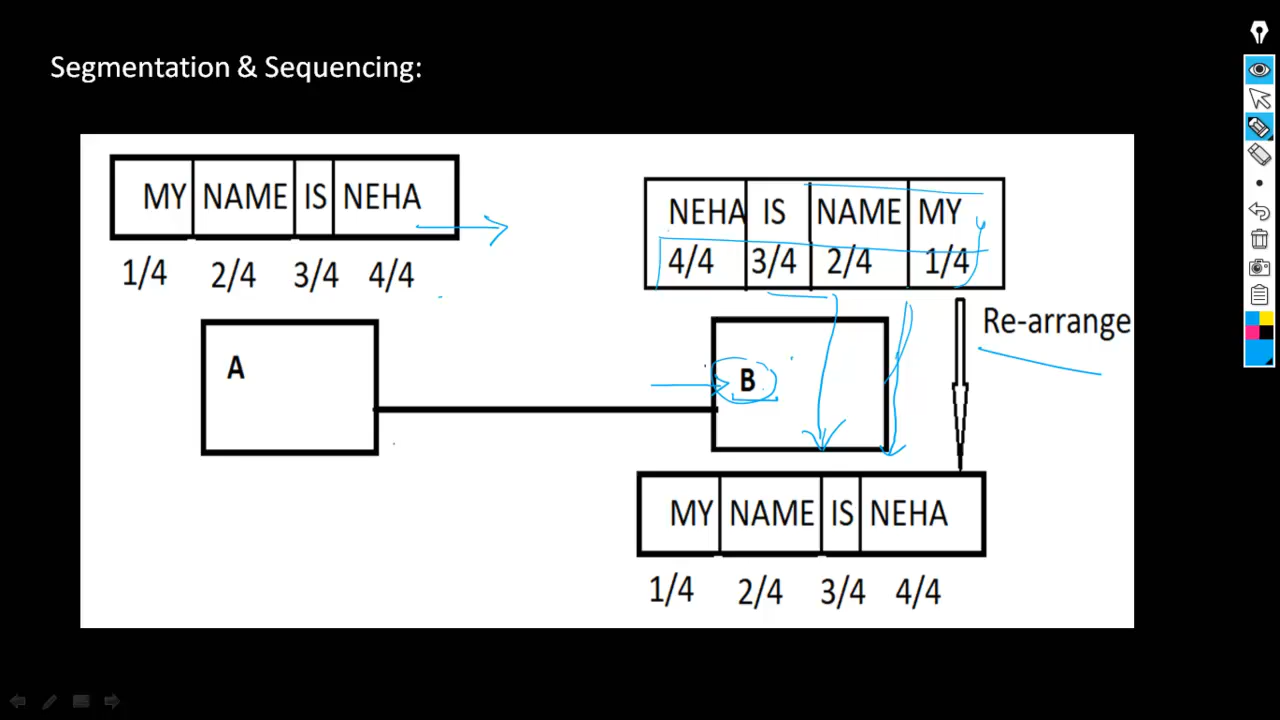 Segmentation & Sequencing:
MY NAME IS NEHA
1/4 2/4 3/4 4/4
NEHA IS NAME MY
4/4 3/4 2/4 1/4
Re-arrange
A
B
MY NAME IS NEHA
1/4 2/4 3/4 4/4